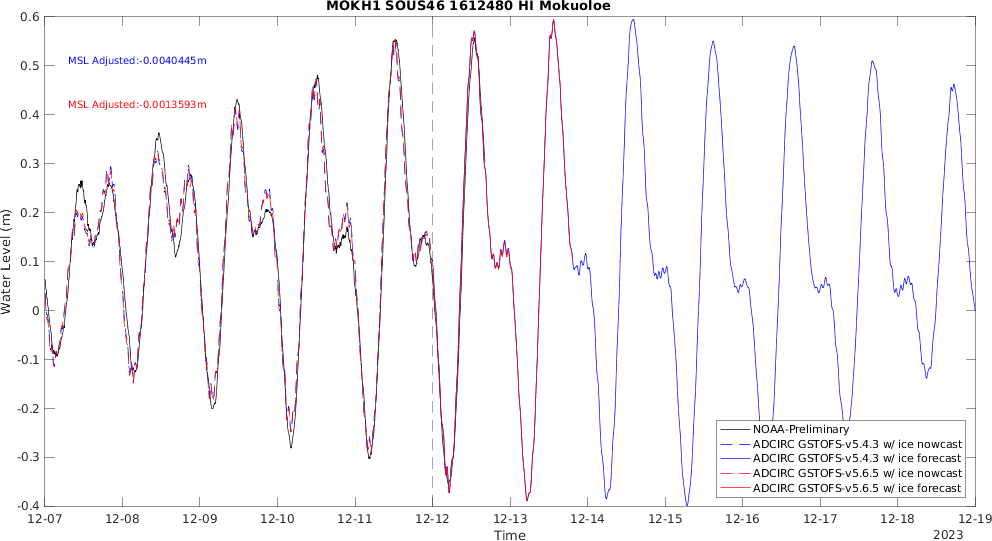 MOKH1 SOUS46 1612480 HI Mokuoloe
MSL Adjusted:-0.0040445m
MSL Adjusted:-0.0013593m
Water Level (m)
0.6
0.5
0.4
0.3
0.2
0.1
0
-0.1
-0.2
-0.3
-0.4
NOAA-Preliminary
ADCIRC GSTOFS-v5.4.3 w/ ice nowcast
ADCIRC GSTOFS-v5.4.3 w/ ice forecast
ADCIRC GSTOFS-v5.6.5 w/ ice nowcast
ADCIRC GSTOFS-v5.6.5 w/ ice forecast
12-07 12-08 12-09 12-10 12-11 12-12 12-13 12-14 12-15 12-16 12-17 12-18 12-19
Time
2023